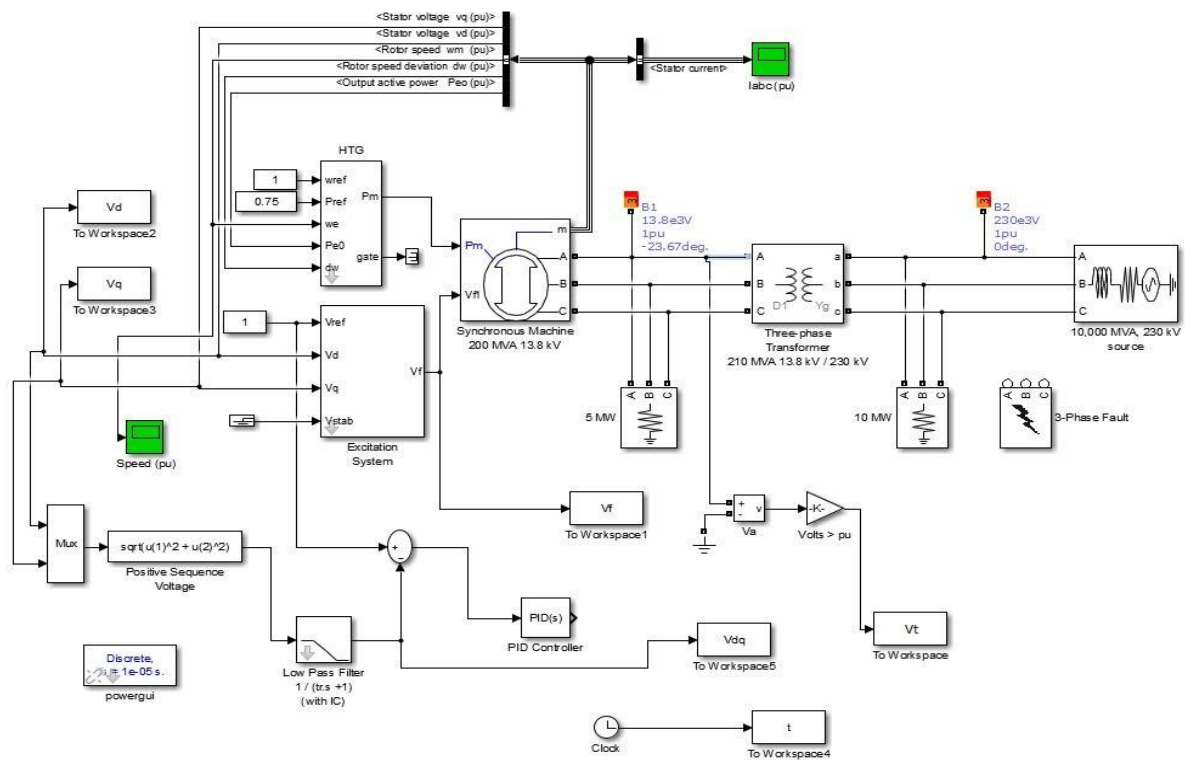 <Stator voltage vq (pu)>
<Stator voltage vd (pu)>
<Rotor speed wm (pu)>
<Rotor speed deviation dw (pu)>
<Output active power Peo (pu)>
<Stator current>
Iabc (pu)
HTG
1
wref
0.75
Pref
we
Pe0
dw
Pm
gate
Vd
To Workspace2
Vq
To Workspace3
1
Vref
Vd
Vq
Vstab
Vf
Excitation
System
Pm
Vf
m
A
B
C
Synchronous Machine
200 MVA 13.8 kV
3
B1
13.8e3V
1pu
-23.67deg.
A
B
C
D1
Yg
a
b
c
Three-phase
Transformer
210 MVA 13.8 kV / 230 kV
3
B2
230e3V
1pu
0deg.
A
B
C
10,000 MVA, 230 kV
source
A B C
5 MW
A B C
10 MW
A B C
3-Phase Fault
Speed (pu)
Vf
To Workspace1
+
-
v
Va
-K-
Volts > pu
Mux
sqrt(u(1)^2 + u(2)^2)
Positive Sequence
Voltage
+
−
PID(s)
PID Controller
Vt
To Workspace
Vdq
To Workspace5
Low Pass Filter
1 / (tr.s +1)
(with IC)
Discrete,
= 1e-05 s.
powergui
Clock
t
To Workspace4